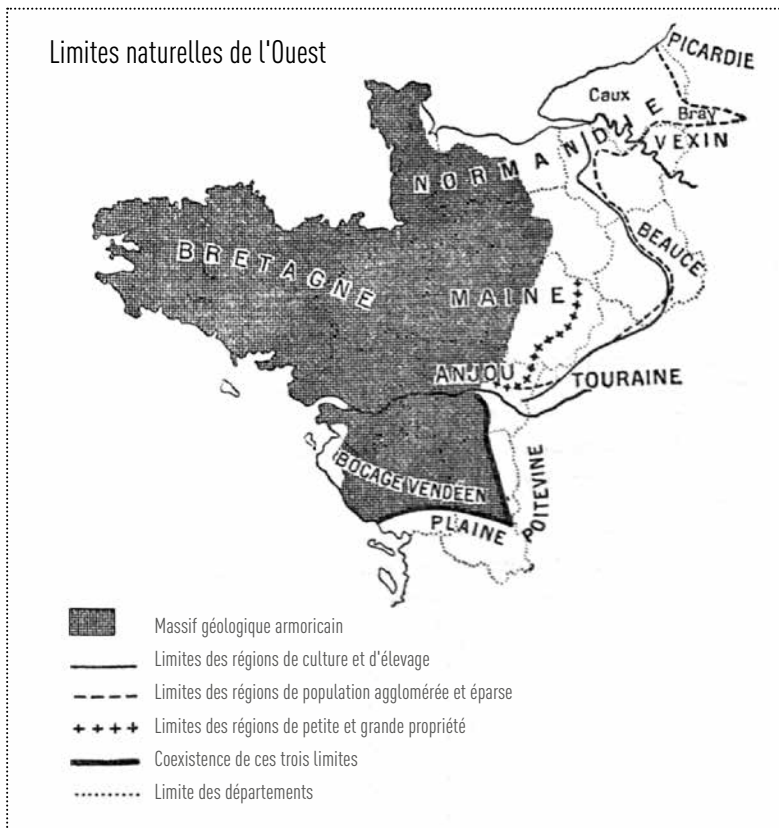 Limites naturelles de l'Ouest
PICARDIE
Caux
Bray
VEXIN
NORMANDIE
BEAUCE
BRETAGNE
MAINE
ANJOU
TOURAINE
BOCAGE VENDÉEN
PLAINE
POITEVINE
Massif géologique armoricain
Limites des régions de culture et d'élevage
Limites des régions de population agglomérée et éparse
Limites des régions de petite et grande propriété
Coexistence de ces trois limites
Limite des départements